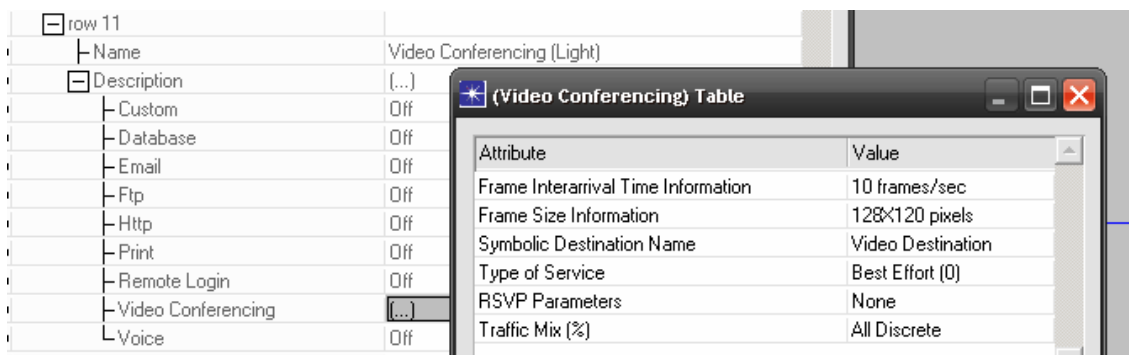 row 11
Name Video Conferencing (Light)
Description (...)
Custom Off
Database Off
Email Off
Ftp Off
Http Off
Print Off
Remote Login Off
Video Conferencing (...)
Voice Off
(Video Conferencing) Table
Attribute Value
Frame Interarrival Time Information 10 frames/sec
Frame Size Information 128X120 pixels
Symbolic Destination Name Video Destination
Type of Service Best Effort (0)
RSVP Parameters None
Traffic Mix (%) All Discrete